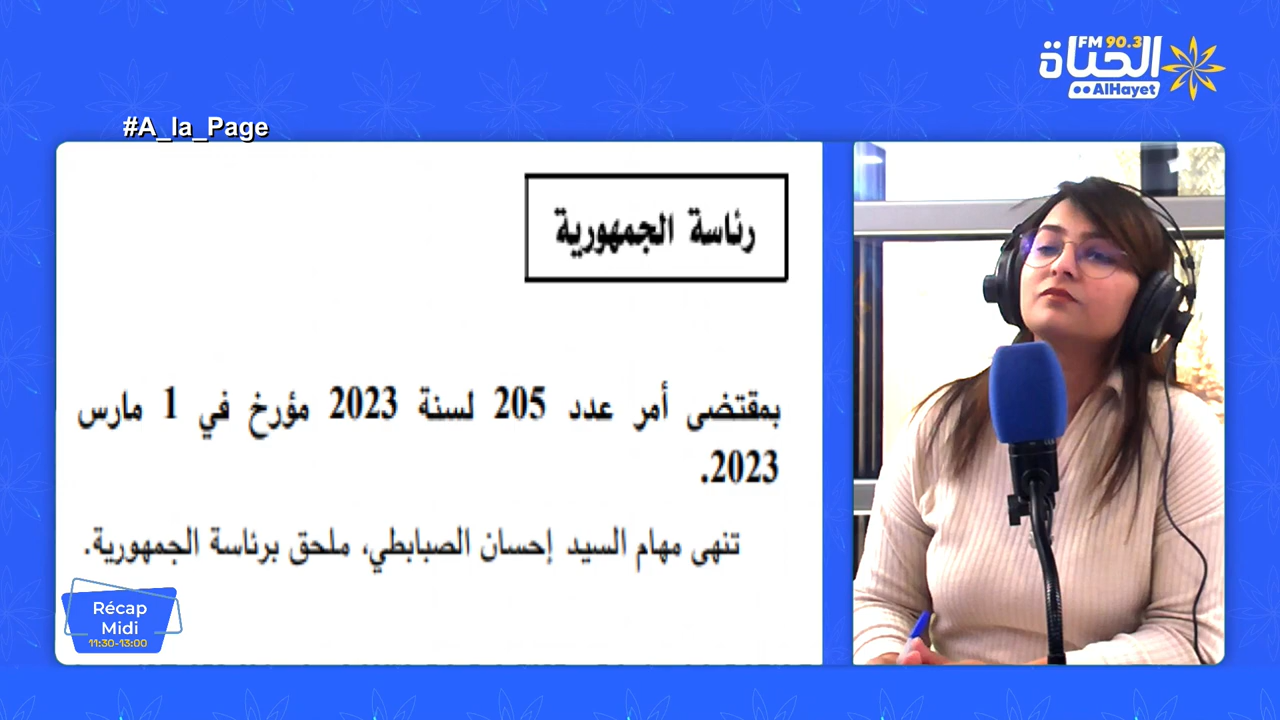 FM 90.3
الحياة
AlHayet
#A_la_Page
رئاسة الجمهورية
بمقتضى أمر عدد 205 لسنة 2023 مؤرخ في 1 مارس
2023.
تنهى مهام السيد إحسان الصبابطي، ملحق برئاسة الجمهورية.
Récap
Midi
11:30-13:00